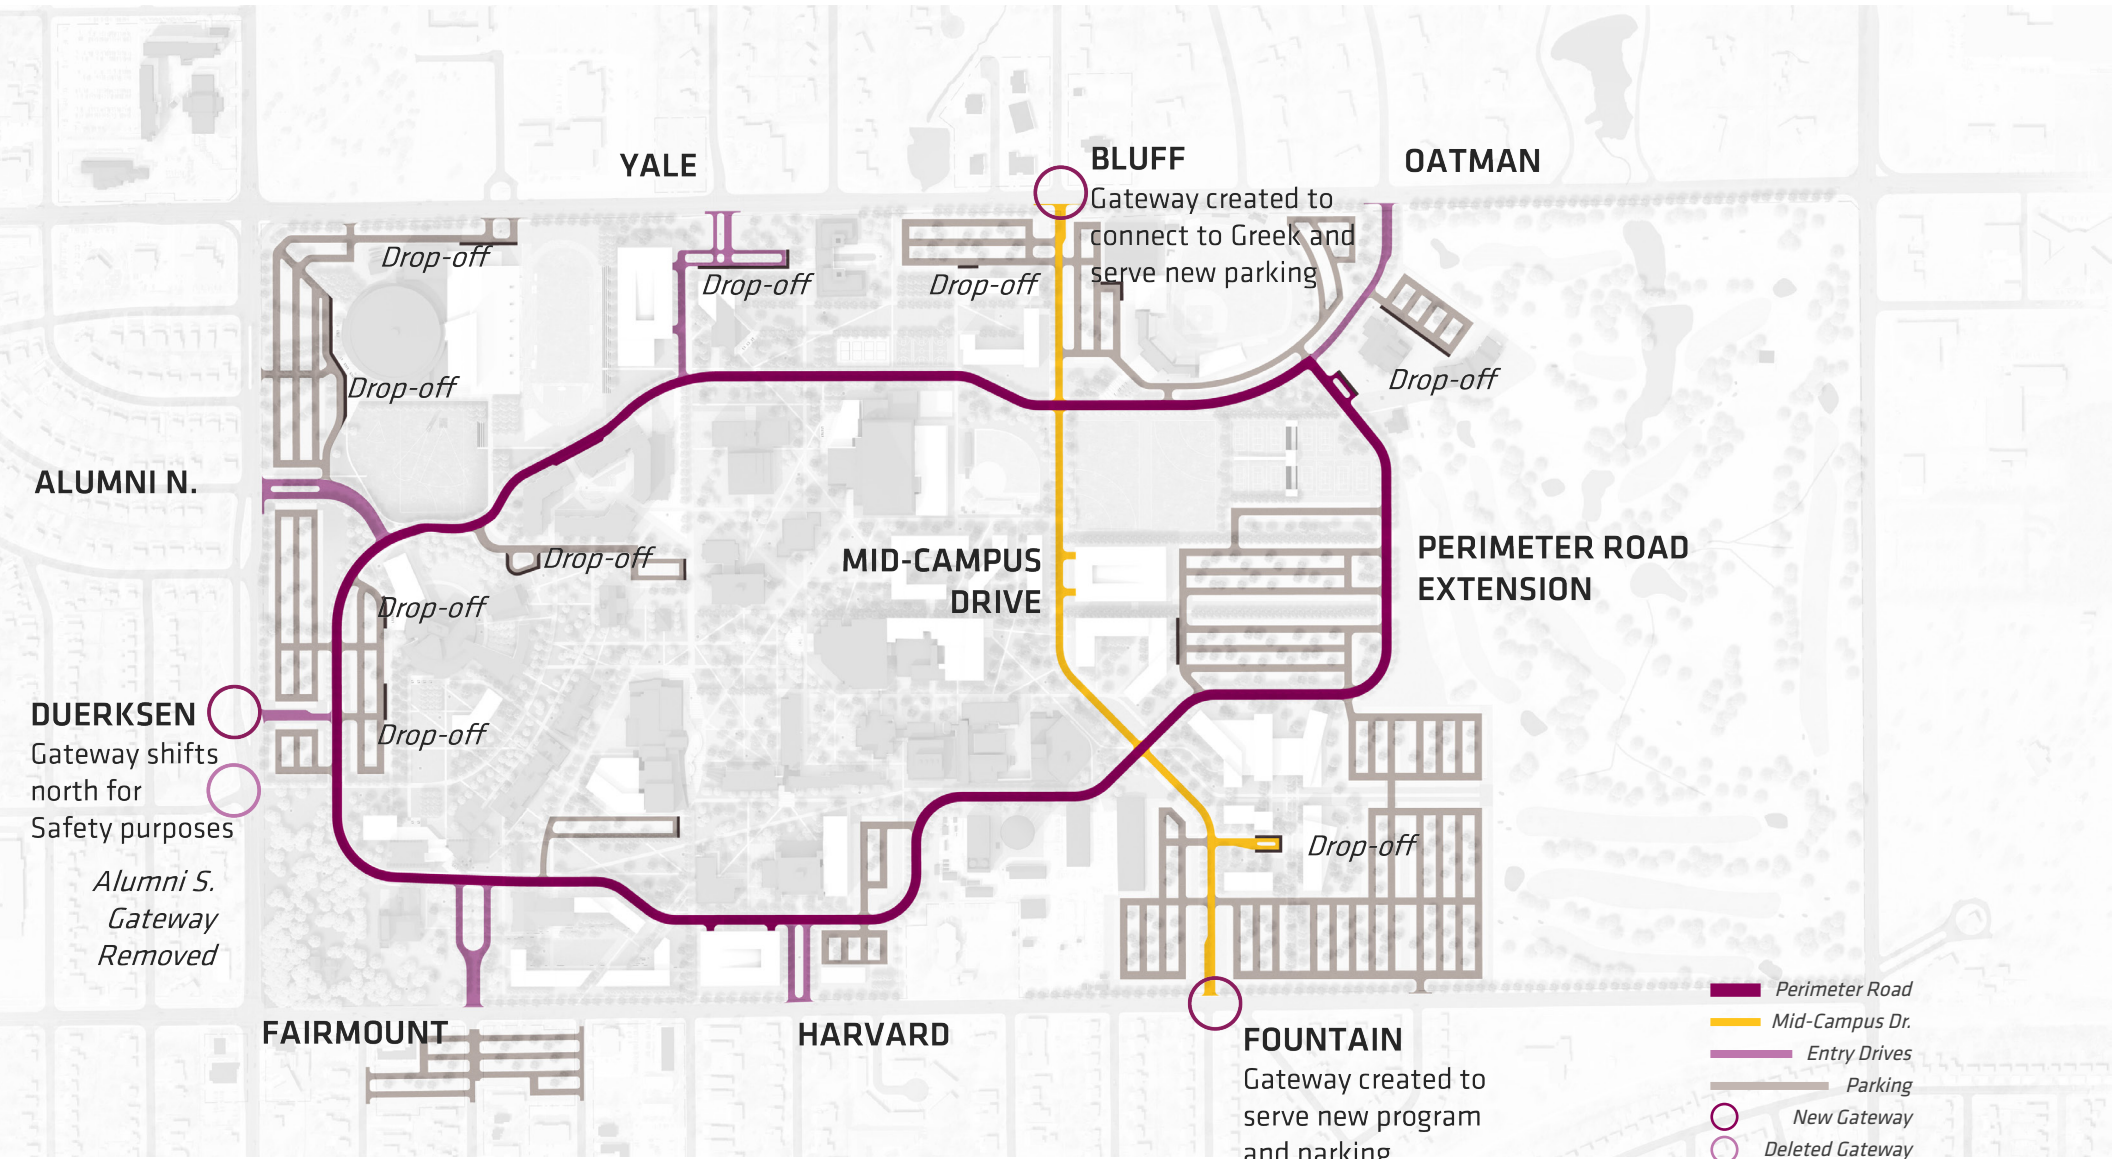 YALE
BLUFF
Gateway created to
connect to Greek and
serve new parking
OATMAN
Drop-off
Drop-off
Drop-off
Drop-off
Drop-off
ALUMNI N.
Drop-off
MID-CAMPUS
DRIVE
PERIMETER ROAD
EXTENSION
Drop-off
DUERKSEN
Gateway shifts
north for
Safety purposes
Drop-off
Alumni S.
Gateway
Removed
Drop-off
FAIRMOUNT
HARVARD
FOUNTAIN
Gateway created to
serve new program
and parking
Perimeter Road
Mid-Campus Dr.
Entry Drives
Parking
New Gateway
Deleted Gateway